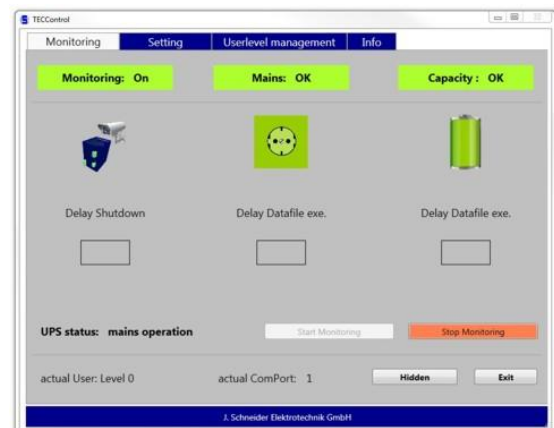 TECControl
Monitoring Setting Userlevel management Info
Monitoring: On Mains: OK Capacity : OK
Delay Shutdown Delay Datafile exe. Delay Datafile exe.
UPS status: mains operation Start Monitoring Stop Monitoring
actual User: Level 0 actual ComPort: 1 Hidden Exit
J. Schneider Elektrotechnik GmbH